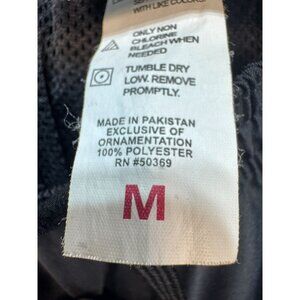 WITH LIKE COLORS
ONLY NON
CHLORINE
BLEACH WHEN
NEEDED
TUMBLE DRY
LOW. REMOVE
PROMPTLY.
MADE IN PAKISTAN
EXCLUSIVE OF
ORNAMENTATION
100% POLYESTER
RN #50369
M